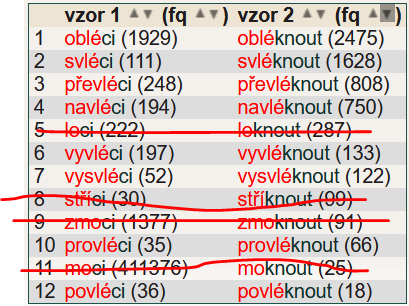 vzor 1 ▲▼ (fq ▲▼) vzor 2 ▲▼ (fq ▲▼)
1 obléci (1929) obléknout (2475)
2 svléci (111) svléknout (1628)
3 převléci (248) převléknout (808)
4 navléci (194) navléknout (750)
5 leci (222) leknout (287)
6 vyvléci (197) vyvléknout (133)
7 vysvléci (52) vysvléknout (122)
8 stříci (30) stříknout (99)
9 zmoci (1377) zmoknout (91)
10 provléci (35) provléknout (66)
11 moci (411376) moknout (25)
12 povléci (36) povléknout (18)